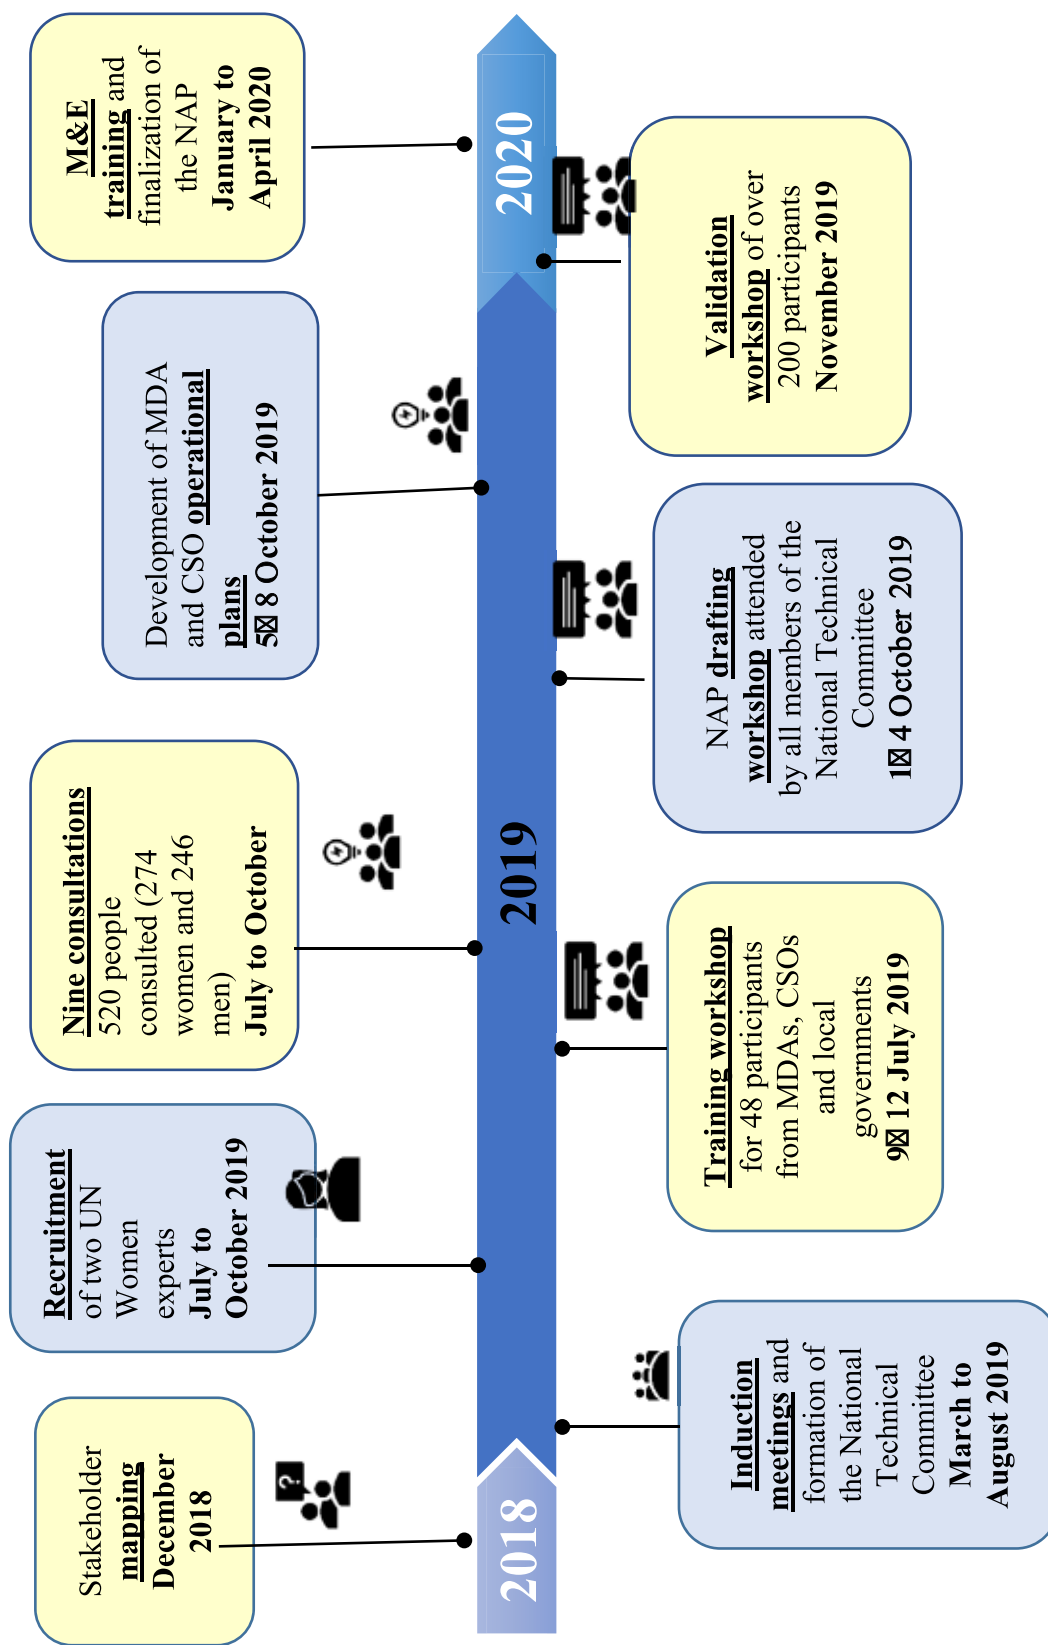 Stakeholder
mapping
December
2018
Recruitment
of two UN
Women
experts
July to
October 2019
Nine consultations
520 people
consulted (274
women and 246
men)
July to October
Development of MDA
and CSO operational
plans
5☒ 8 October 2019
M&E
training and
finalization of
the NAP
January to
April 2020
2018
2019
2020
Induction
meetings and
formation of
the National
Technical
Committee
March to
August 2019
Training workshop
for 48 participants
from MDAs, CSOs
and local
governments
9☒ 12 July 2019
NAP drafting
workshop attended
by all members of the
National Technical
Committee
1☒ 4 October 2019
Validation
workshop of over
200 participants
November 2019
?